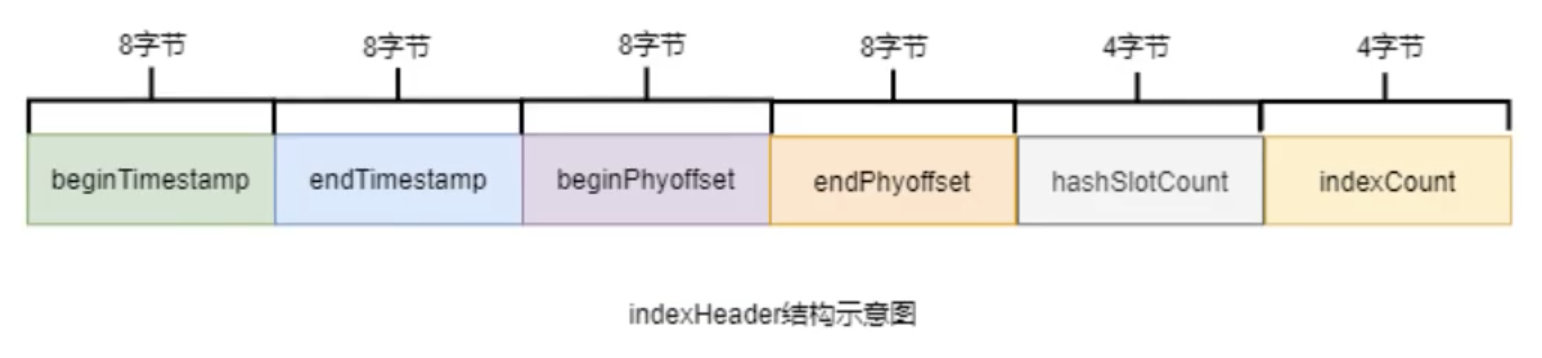 8字节 8字节 8字节 8字节 4字节 4字节
beginTimestamp endTimestamp beginPhyoffset endPhyoffset hashSlotCount indexCount
indexHeader结构示意图